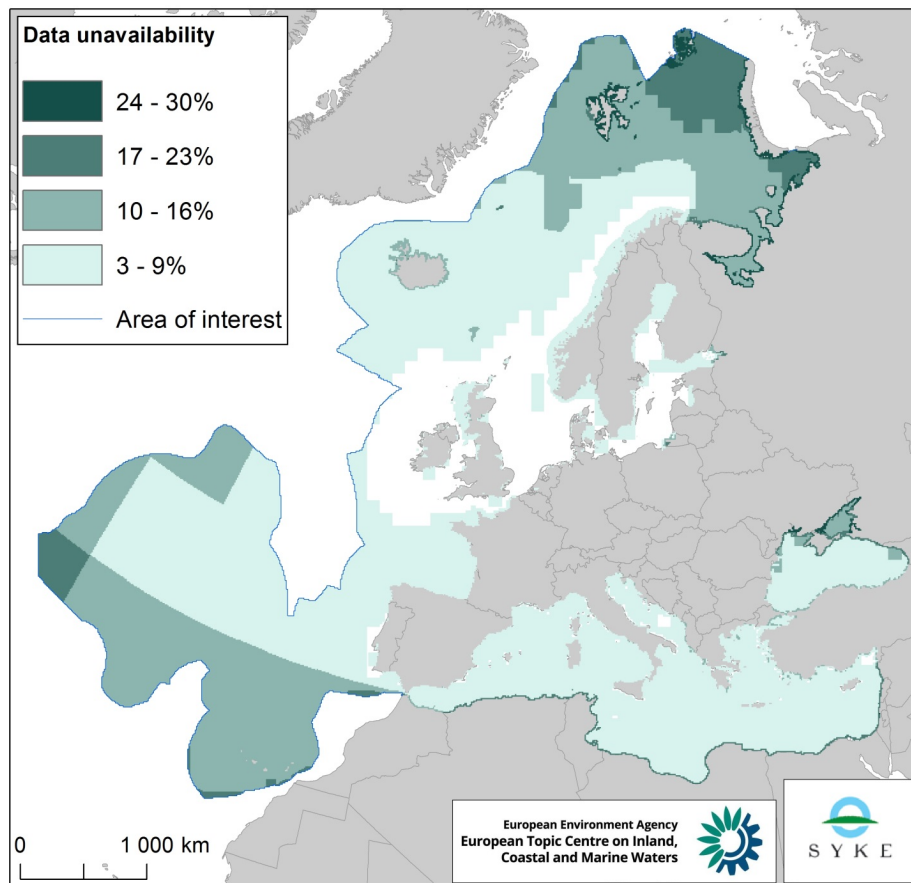 Data unavailability
24 - 30%
17 - 23%
10 - 16%
3 - 9%
Area of interest
0 1 000 km
European Environment Agency
European Topic Centre on Inland,
Coastal and Marine Waters
SYKE